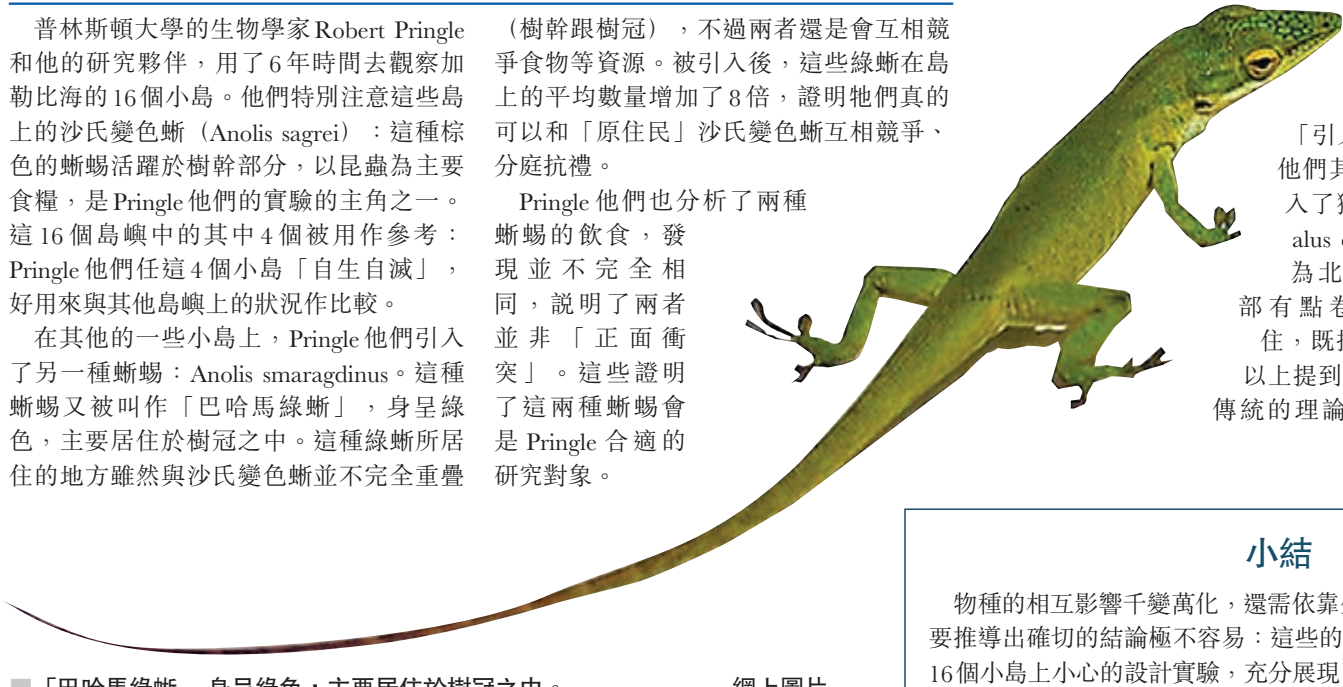 普林斯頓大學的生物學家Robert Pringle
和他的研究夥伴，用了6年時間去觀察加
勒比海的16個小島。他們特別注意這些島
上的沙氏變色蜥（Anolis sagrei）：這種棕
色的蜥蜴活躍於樹幹部分，以昆蟲為主要
食糧，是Pringle他們的實驗的主角之一。
這16個島嶼中的其中4個被用作參考：
Pringle他們任這4個小島「自生自滅」，
好用來與其他島嶼上的狀況作比較。
在其他的一些小島上，Pringle他們引入
了另一種蜥蜴：Anolis smaragdinus。這種
蜥蜴又被叫作「巴哈馬綠蜥」，身呈綠
色，主要居住於樹冠之中。這種綠蜥所居
住的地方雖然與沙氏變色蜥並不完全重疊
（樹幹跟樹冠），不過兩者還是會互相競
爭食物等資源。被引入後，這些綠蜥在島
上的平均數量增加了8倍，證明牠們真的
可以和「原住民」沙氏變色蜥互相競爭、
分庭抗禮。
Pringle他們也分析了兩種
蜥蜴的飲食，發
現並不完全相
同，說明了兩者
並非「正面衝
突」。這些證明
了這兩種蜥蜴會
是Pringle合適的
研究對象。
「引
他們其
入了
alus
為北
部有點
住，既
以上提到
傳統的理論
小結
物種的相互影響千變萬化，還需依靠
要推導出確切的結論極不容易：這些的
16個小島上小心的設計實驗，充分展現
「巴哈馬綠蜥」身呈綠色，主要居住於樹冠之中。
網上圖片